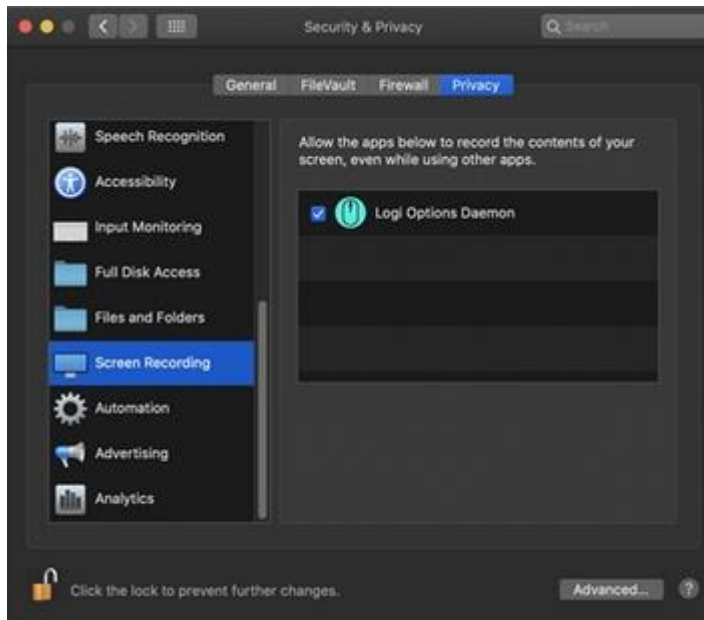 Security & Privacy
Search
General FileVault Firewall Privacy
Speech Recognition
Accessibility
Input Monitoring
Full Disk Access
Files and Folders
Screen Recording
Automation
Advertising
Analytics
Allow the apps below to record the contents of your
screen, even while using other apps.
Logi Options Daemon
Click the lock to prevent further changes.
Advanced...
?